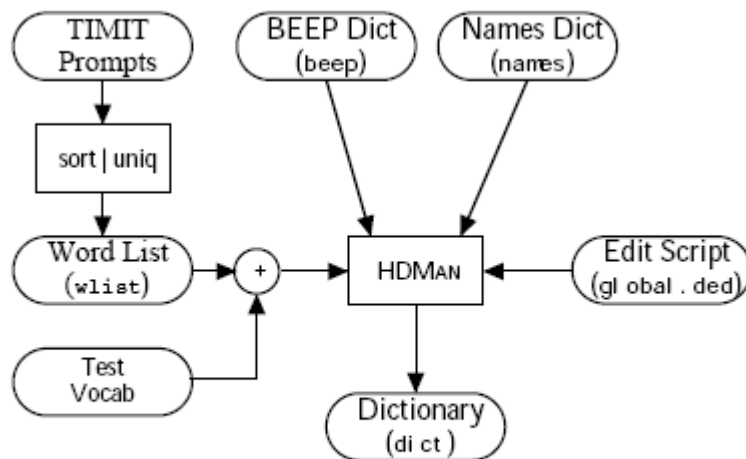 TIMIT
Prompts
BEEP Dict
(beep)
Names Dict
(names)
sort | uniq
Word List
(wlist)
+
HDMAN
Edit Script
(global.ded)
Test
Vocab
Dictionary
(dict)